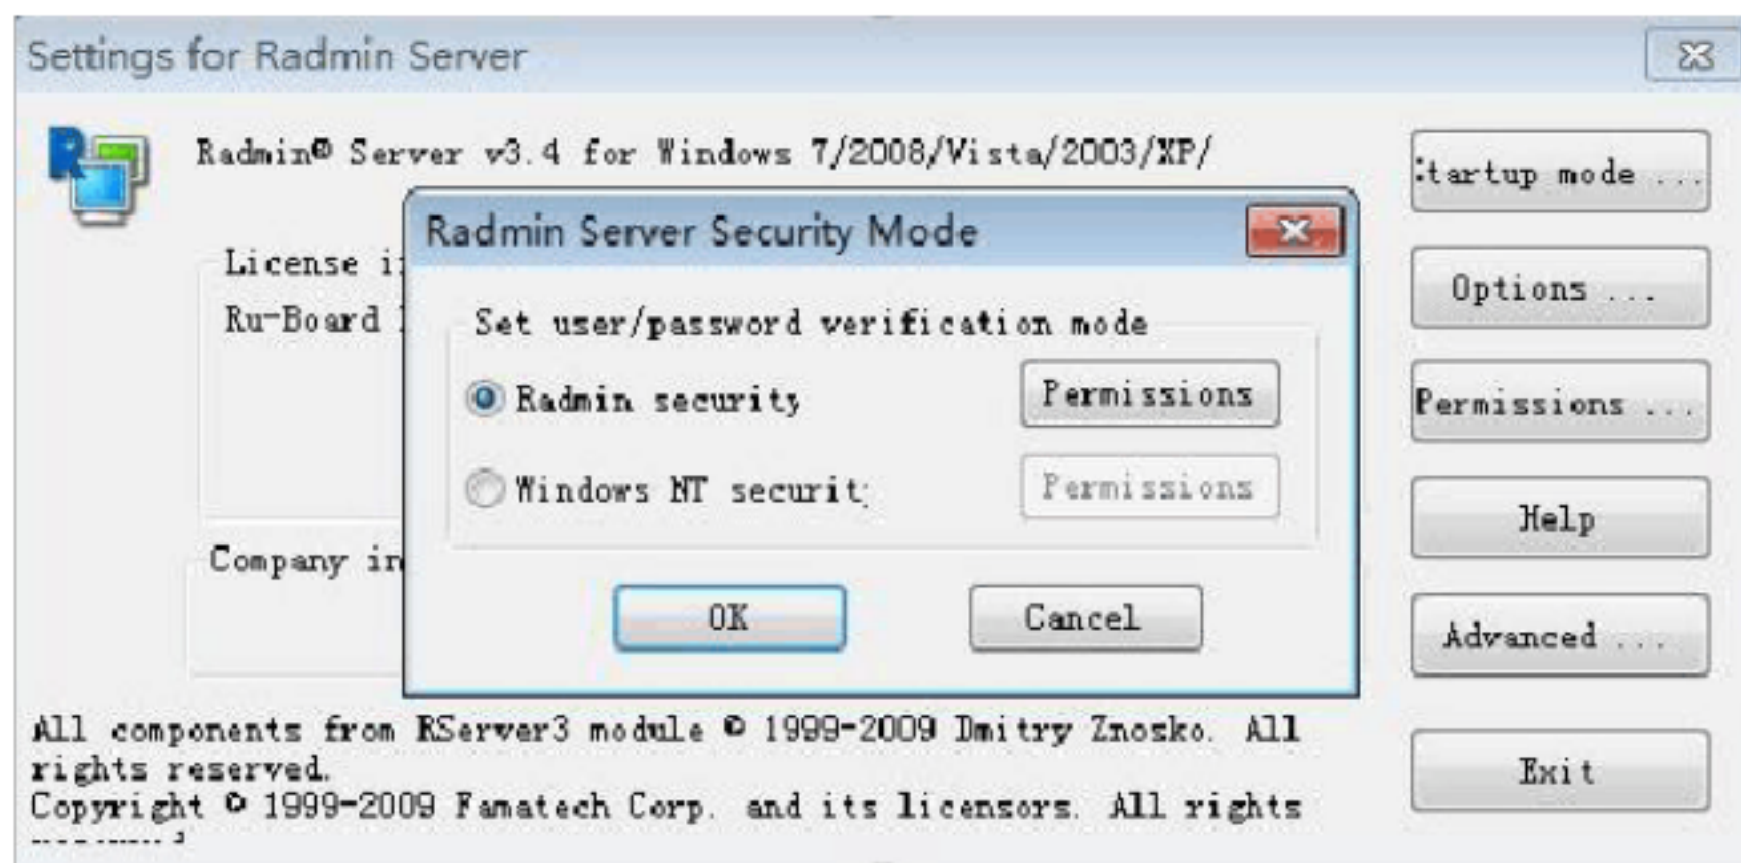 Settings for Radmin Server
Radmin® Server v3.4 for Windows 7/2008/Vista/2003/XP/
License i
Ru-Board
Company in
Radmin Server Security Mode
Set user/password verification mode
Radmin security
Permissions
Windows NT securit
Permissions
OK
Cancel
tartup mode ...
Options ...
Permissions ...
Help
Advanced ...
Exit
All components from RServer3 module © 1999-2009 Dmitry Znosko. All
rights reserved.
Copyright © 1999-2009 Famatech Corp. and its licensors. All rights